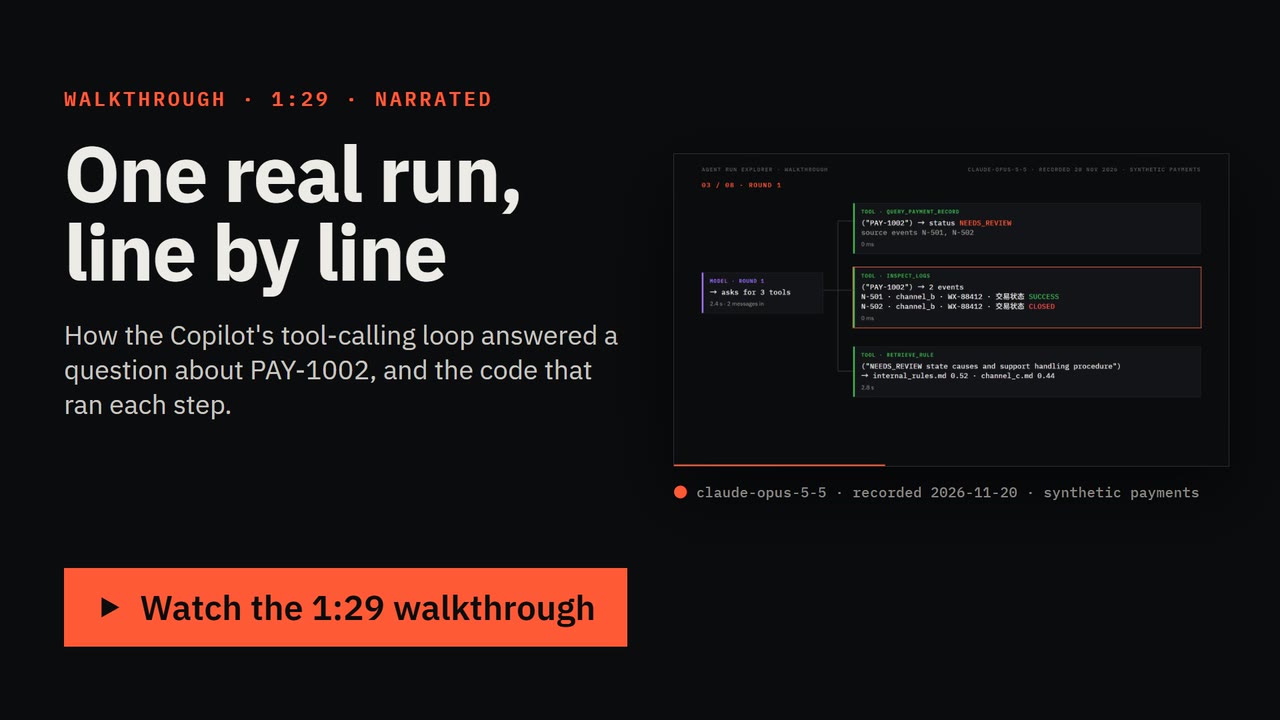 WALKTHROUGH · 1:29 · NARRATED
One real run,
line by line
How the Copilot's tool-calling loop answered a
question about PAY-1002, and the code that
ran each step.
Watch the 1:29 walkthrough
AGENT RUN EXPLORER · WALKTHROUGH
CLAUDE-OPUS-5-5 · RECORDED 20 NOV 2026 · SYNTHETIC PAYMENTS
03 / 08 · ROUND 1
MODEL · ROUND 1
→ asks for 3 tools
2.4 s · 2 messages in
TOOL · QUERY_PAYMENT_RECORD
("PAY-1002") → status NEEDS_REVIEW
source events N-501, N-502
0 ms
TOOL · INSPECT_LOGS
("PAY-1002") → 2 events
N-501 · channel_b · WX-88412 · 交易状态 SUCCESS
N-502 · channel_b · WX-88412 · 交易状态 CLOSED
0 ms
TOOL · RETRIEVE_RULE
("NEEDS_REVIEW state causes and support handling procedure")
→ internal_rules.md 0.52 · channel_c.md 0.44
2.8 s
claude-opus-5-5 · recorded 2026-11-20 · synthetic payments